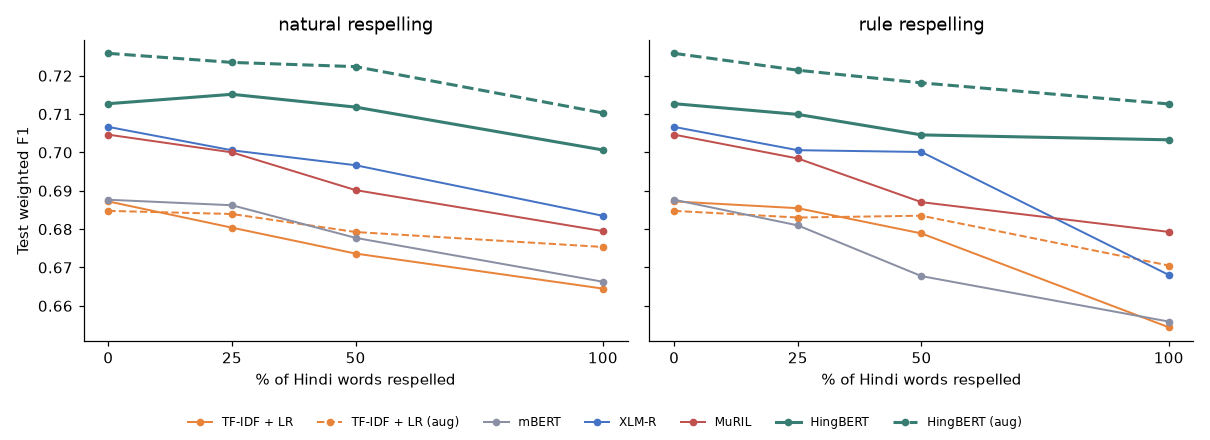 natural respelling
rule respelling
Test weighted F1
0.72
0.71
0.70
0.69
0.68
0.67
0.66
0 25 50 100
0 25 50 100
% of Hindi words respelled
% of Hindi words respelled
TF-IDF + LR TF-IDF + LR (aug) mBERT XLM-R MuRIL HingBERT HingBERT (aug)